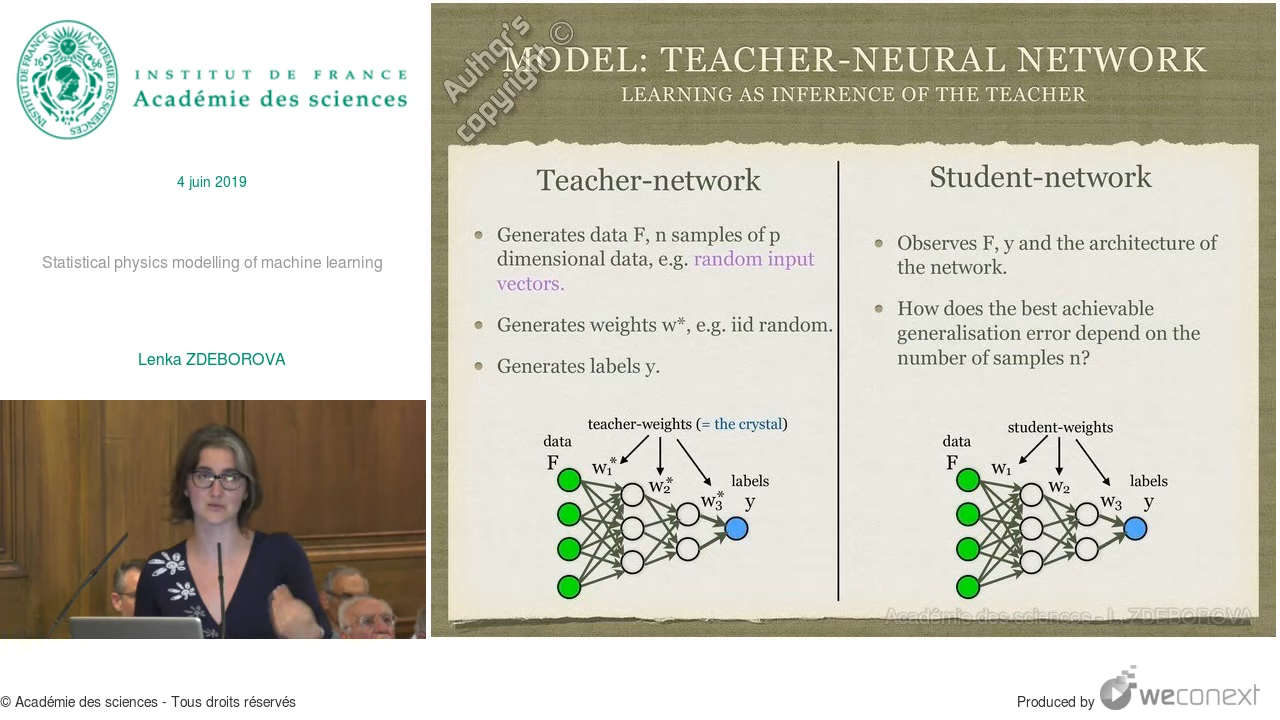 INSTITUT DE FRANCE
Académie des sciences
4 juin 2019
Statistical physics modelling of machine learning
Lenka ZDEBOROVA
Author's
copyright ©
MODEL: TEACHER-NEURAL NETWORK
LEARNING AS INFERENCE OF THE TEACHER
Teacher-network
Generates data F, n samples of p
dimensional data, e.g. random input
vectors.
Generates weights w*, e.g. iid random.
Generates labels y.
teacher-weights (= the crystal)
data
F
w₁*
w₂*
w₃*
labels
y
Student-network
Observes F, y and the architecture of
the network.
How does the best achievable
generalisation error depend on the
number of samples n?
student-weights
data
F
w₁
w₂
w₃
labels
y
Académie des sciences - L. ZDEBOROVA
© Académie des sciences - Tous droits réservés
Produced by weconext